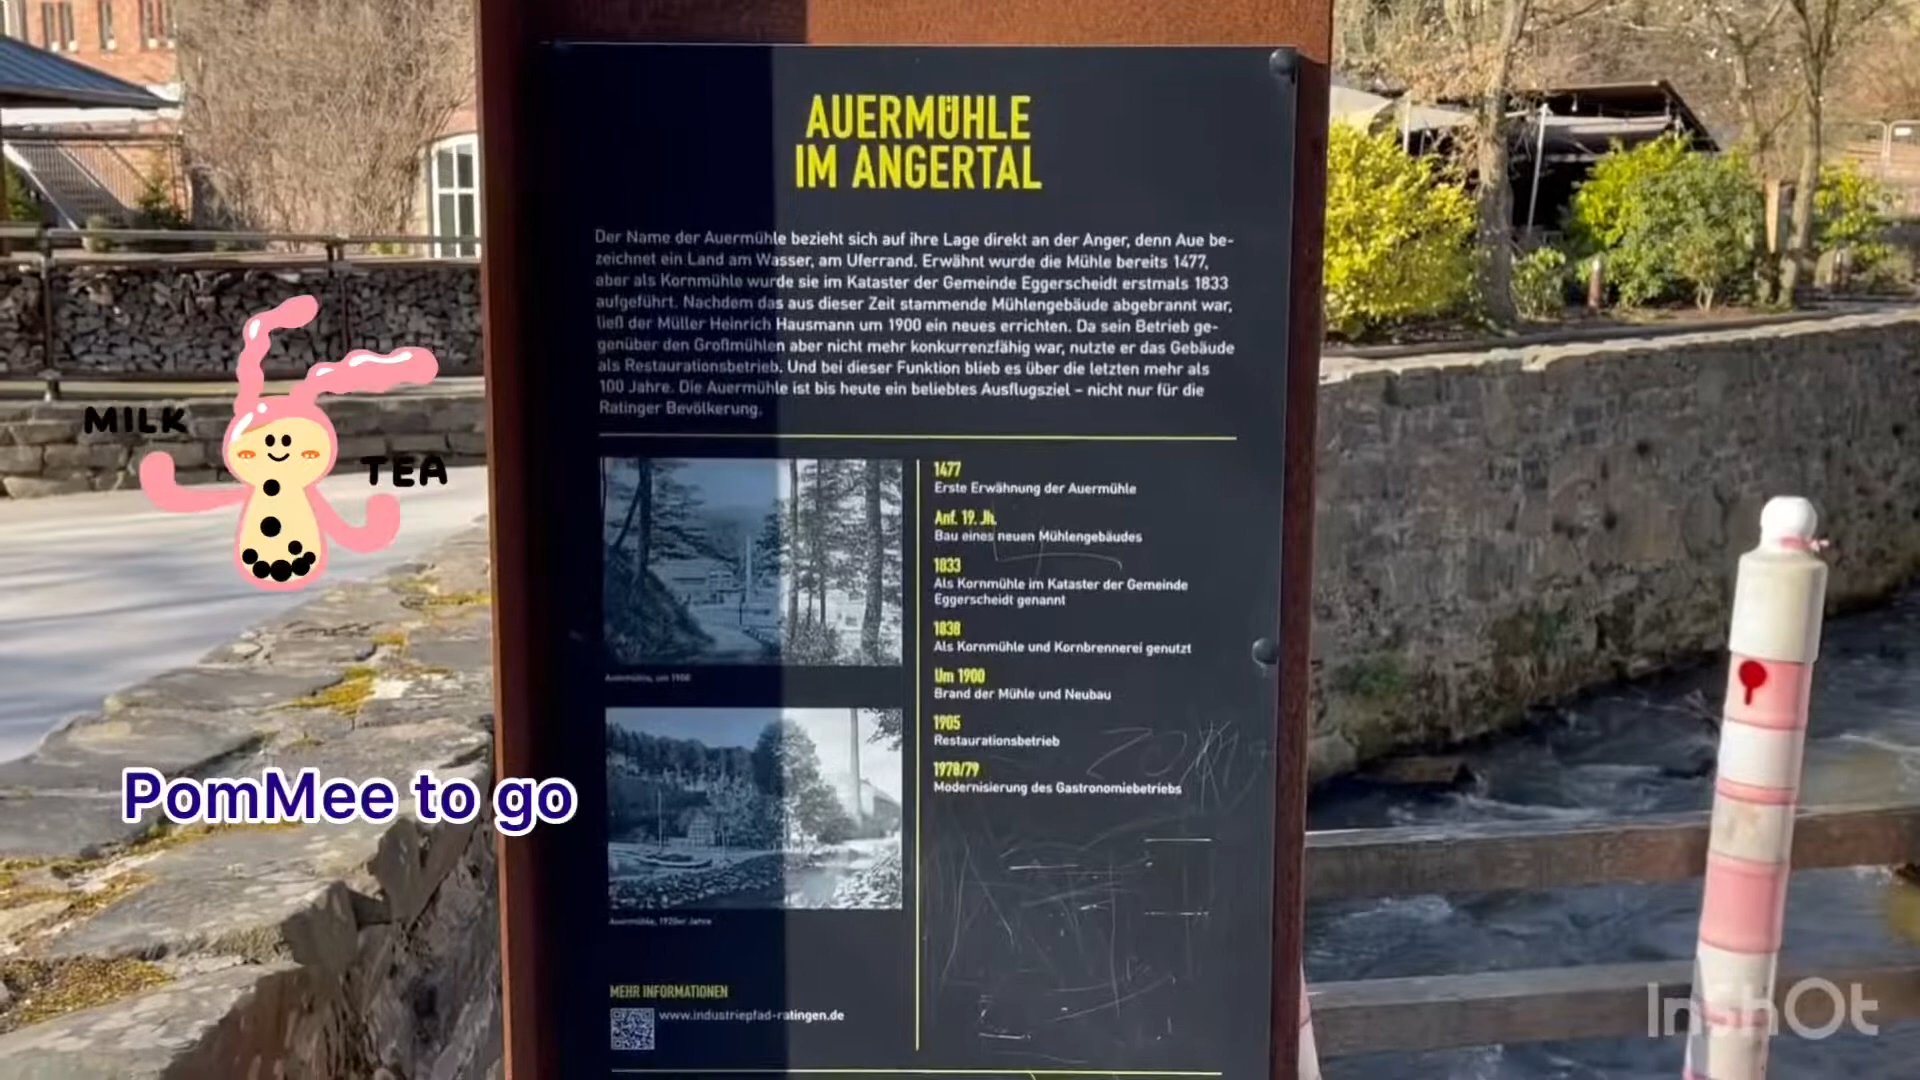 AUERMÜHLE
IM ANGERTAL
Der Name der Auermühle bezieht sich auf ihre Lage direkt an der Anger, denn Aue be-
zeichnet ein Land am Wasser, am Uferrand. Erwähnt wurde die Mühle bereits 1477,
aber als Kornmühle wurde sie im Kataster der Gemeinde Eggerscheidt erstmals 1833
aufgeführt. Nachdem das aus dieser Zeit stammende Mühlengebäude abgebrannt war,
ließ der Müller Heinrich Hausmann um 1900 ein neues errichten. Da sein Betrieb ge-
genüber den Großmühlen aber nicht mehr konkurrenzfähig war, nutzte er das Gebäude
als Restaurationsbetrieb. Und bei dieser Funktion blieb es über die letzten mehr als
100 Jahre. Die Auermühle ist bis heute ein beliebtes Ausflugsziel – nicht nur für die
Ratinger Bevölkerung.
Auermühle, um 1900
Auermühle, 1920er Jahre
1477
Erste Erwähnung der Auermühle
Anf. 19. Jh.
Bau eines neuen Mühlengebäudes
1833
Als Kornmühle im Kataster der Gemeinde
Eggerscheidt genannt
1838
Als Kornmühle und Kornbrennerei genutzt
Um 1900
Brand der Mühle und Neubau
1905
Restaurationsbetrieb
1978/79
Modernisierung des Gastronomiebetriebs
MEHR INFORMATIONEN
www.industriepfad-ratingen.de
MILK
TEA
PomMee to go
InShOt